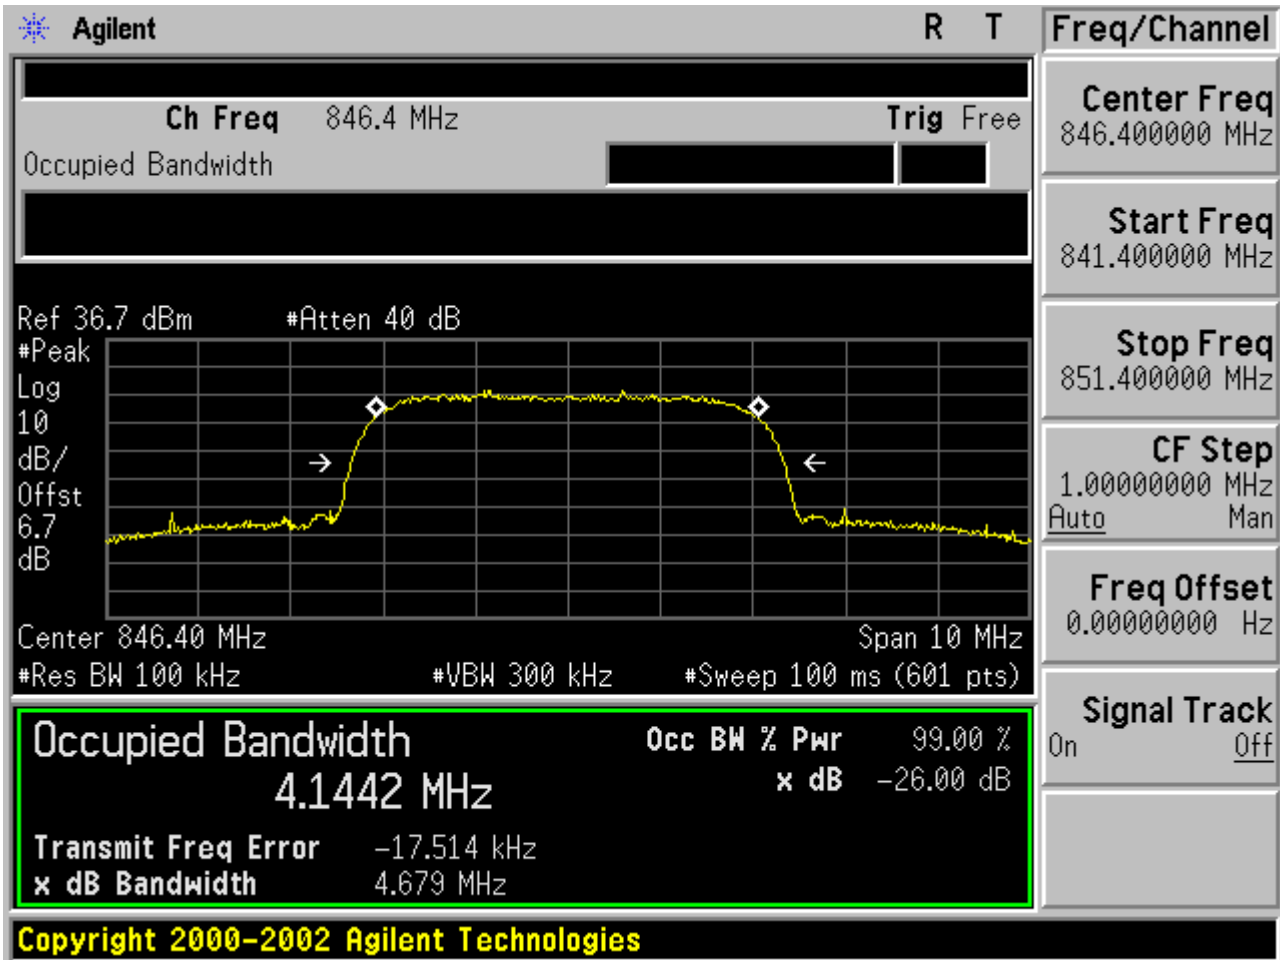 Agilent R T Freq/Channel
Ch Freq 846.4 MHz Trig Free
Occupied Bandwidth
Center Freq
846.400000 MHz
Start Freq
841.400000 MHz
Stop Freq
851.400000 MHz
CF Step
1.00000000 MHz
Auto Man
Freq Offset
0.00000000 Hz
Signal Track
On Off
Ref 36.7 dBm #Atten 40 dB
#Peak
Log
10
dB/
Offst
6.7
dB
Center 846.40 MHz Span 10 MHz
#Res BW 100 kHz #VBW 300 kHz #Sweep 100 ms (601 pts)
Occupied Bandwidth Occ BW % Pwr 99.00 %
4.1442 MHz x dB -26.00 dB
Transmit Freq Error -17.514 kHz
x dB Bandwidth 4.679 MHz
Copyright 2000-2002 Agilent Technologies